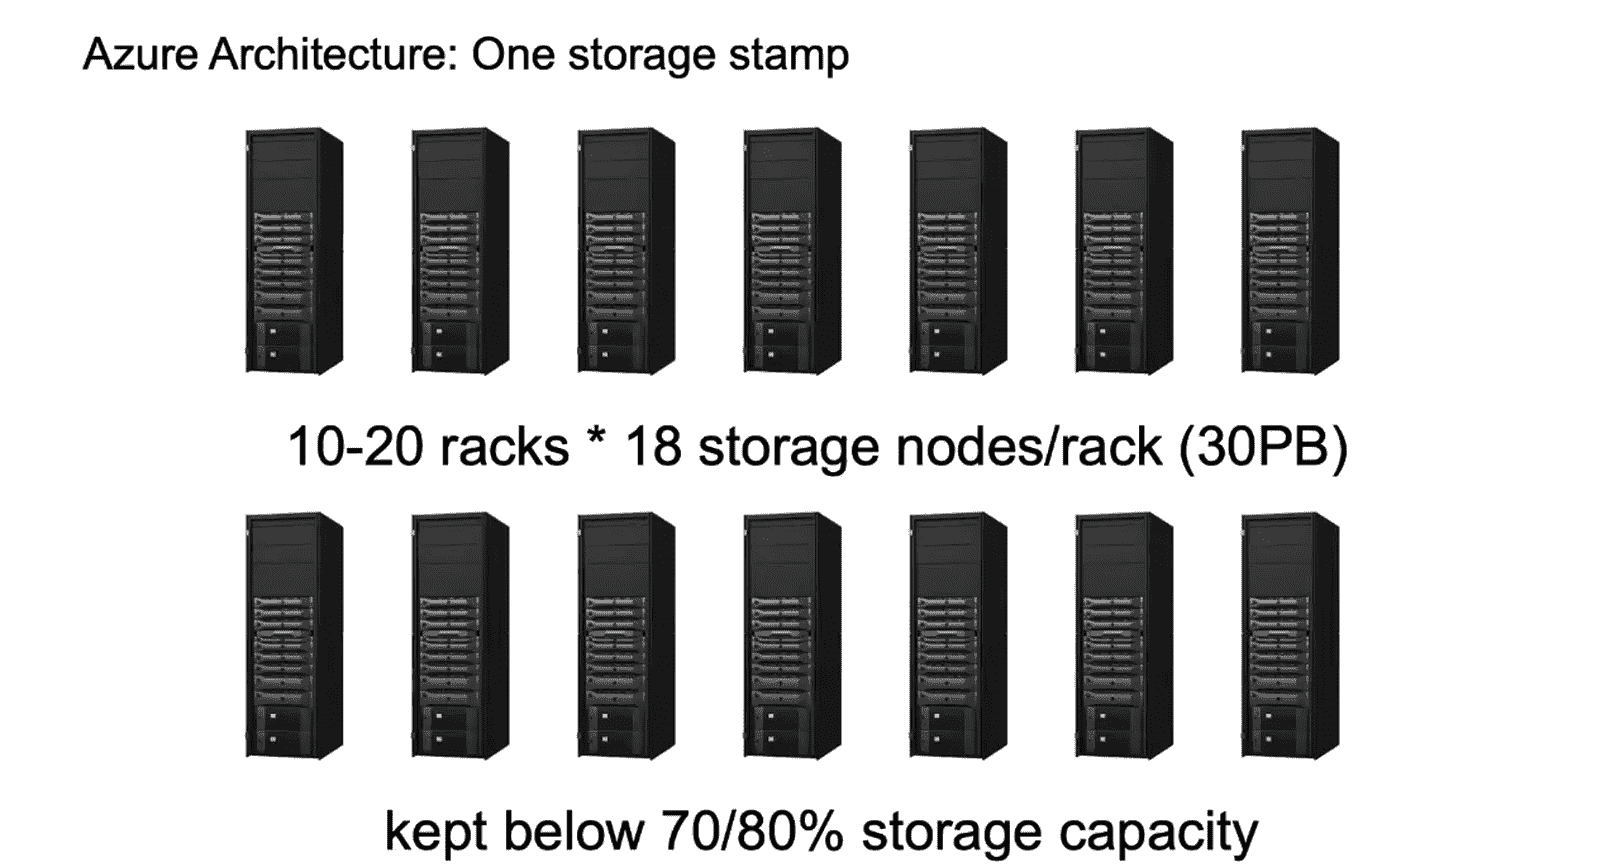 Azure Architecture: One storage stamp
10-20 racks * 18 storage nodes/rack (30PB)
kept below 70/80% storage capacity